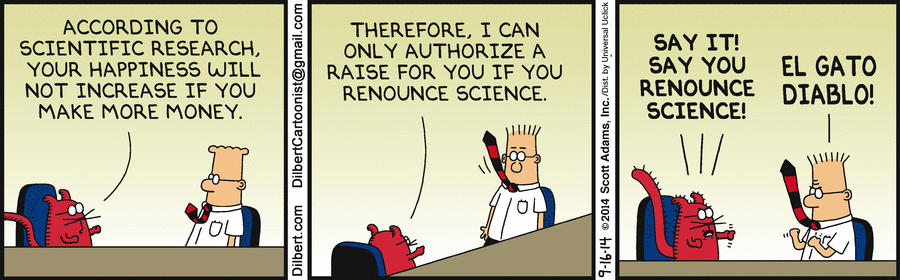 ACCORDING TO
SCIENTIFIC RESEARCH,
YOUR HAPPINESS WILL
NOT INCREASE IF YOU
MAKE MORE MONEY.
Dilbert.com DilbertCartoonist@gmail.com
THEREFORE, I CAN
ONLY AUTHORIZE A
RAISE FOR YOU IF YOU
RENOUNCE SCIENCE.
9-16-14 © 2014 Scott Adams, Inc. /Dist. by Universal Uclick
SAY IT!
SAY YOU
RENOUNCE
SCIENCE!
EL GATO
DIABLO!